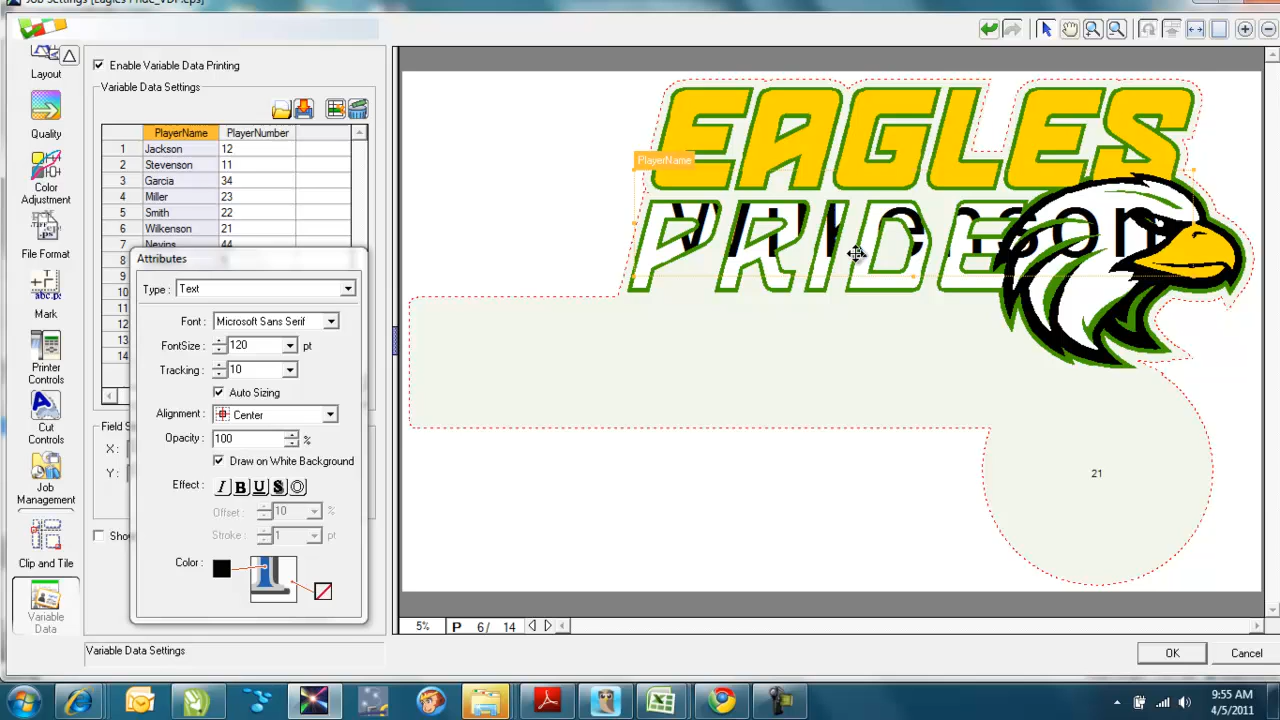 Job Settings [Eagles Pride_VDP.eps]
Layout
Quality
Color
Adjustment
File Format
abc.ps
Mark
Printer
Controls
Cut
Controls
Job
Management
Clip and Tile
Variable
Data
Enable Variable Data Printing
Variable Data Settings
PlayerName PlayerNumber
1 Jackson 12
2 Stevenson 11
3 Garcia 34
4 Miller 23
5 Smith 22
6 Wilkenson 21
7 Nevins 44
8
9
10
11
12
13
14
Field S
X:
Y:
Show
Attributes
Type : Text
Font : Microsoft Sans Serif
FontSize : 120 pt
Tracking : 10
Auto Sizing
Alignment : Center
Opacity : 100 %
Draw on White Background
Effect : I B U S O
Offset : 10 %
Stroke : 1 pt
Color :
Variable Data Settings
EAGLES
PlayerName
Wilkenson
PRIDE
21
5% P 6/ 14
OK Cancel
9:55 AM
4/5/2011